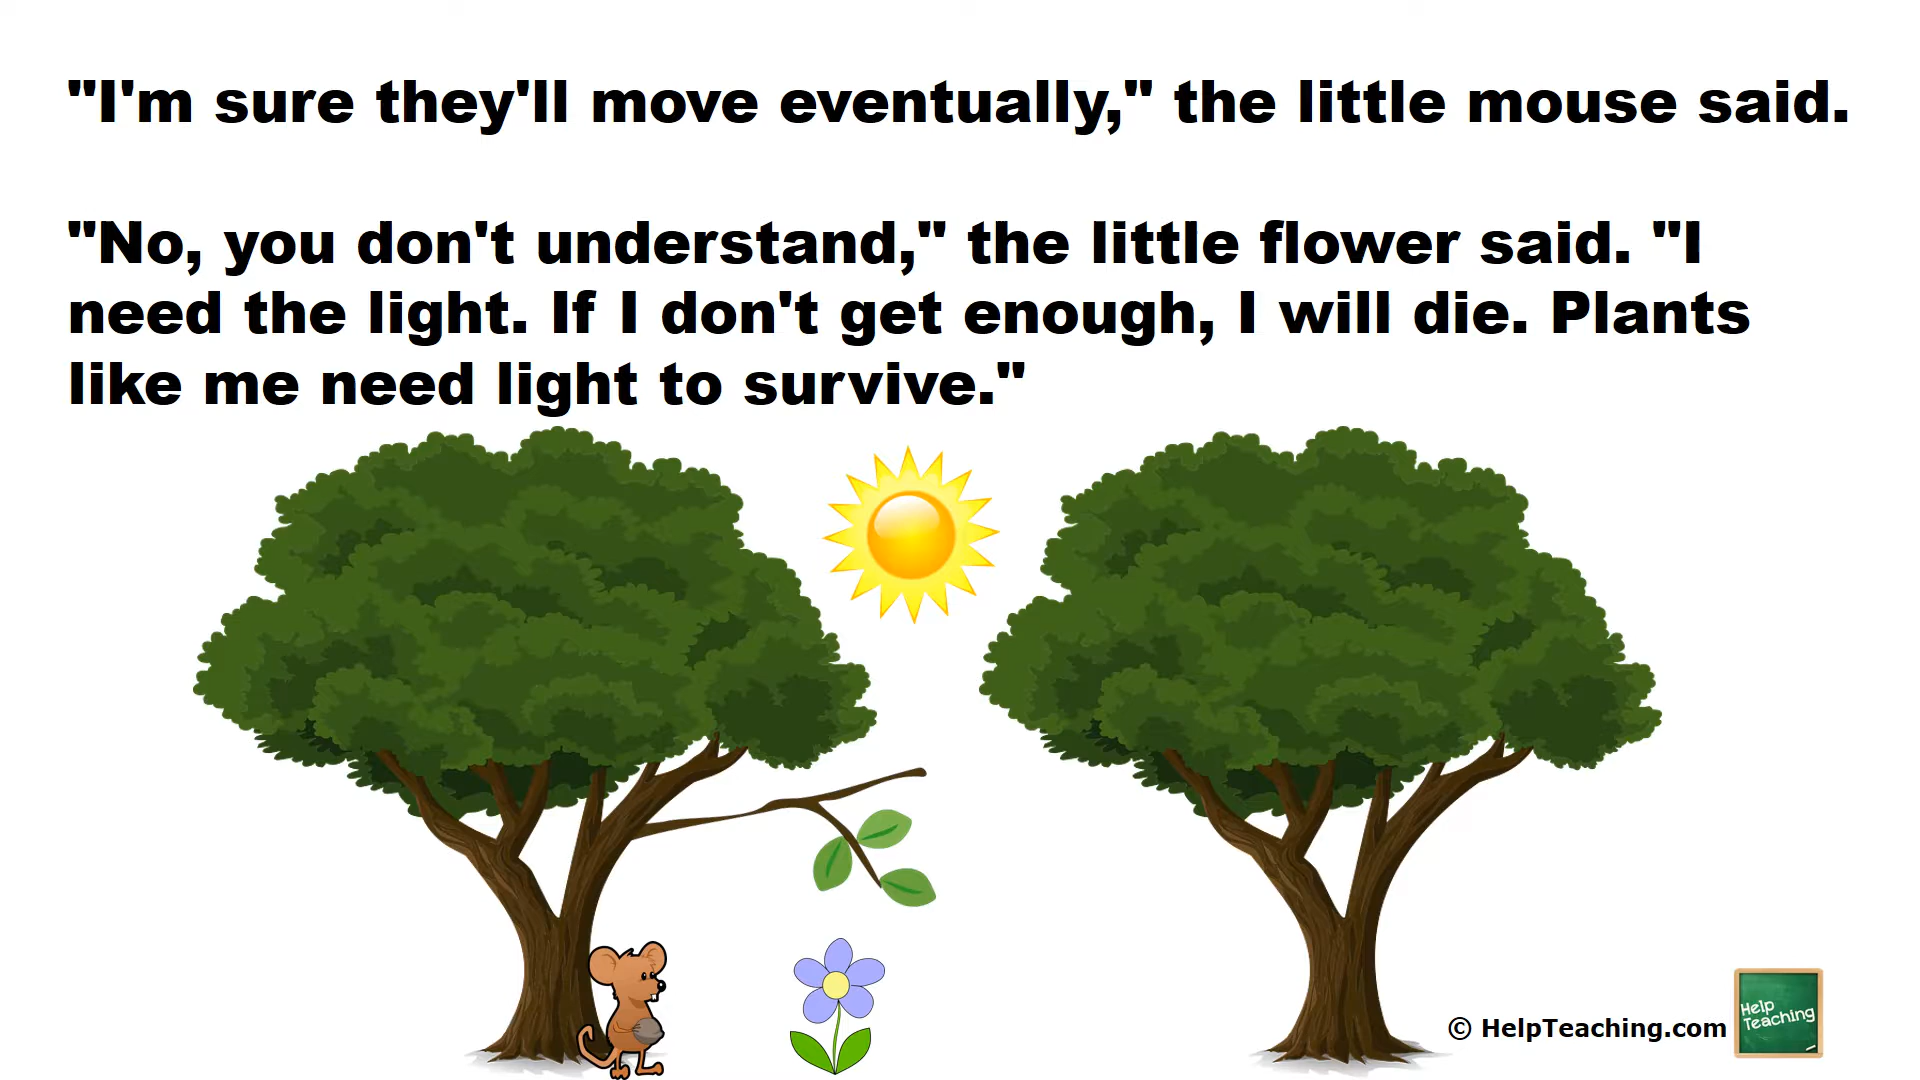 "I'm sure they'll move eventually," the little mouse said.
"No, you don't understand," the little flower said. "I
need the light. If I don't get enough, I will die. Plants
like me need light to survive."
© HelpTeaching.com
Help
Teaching